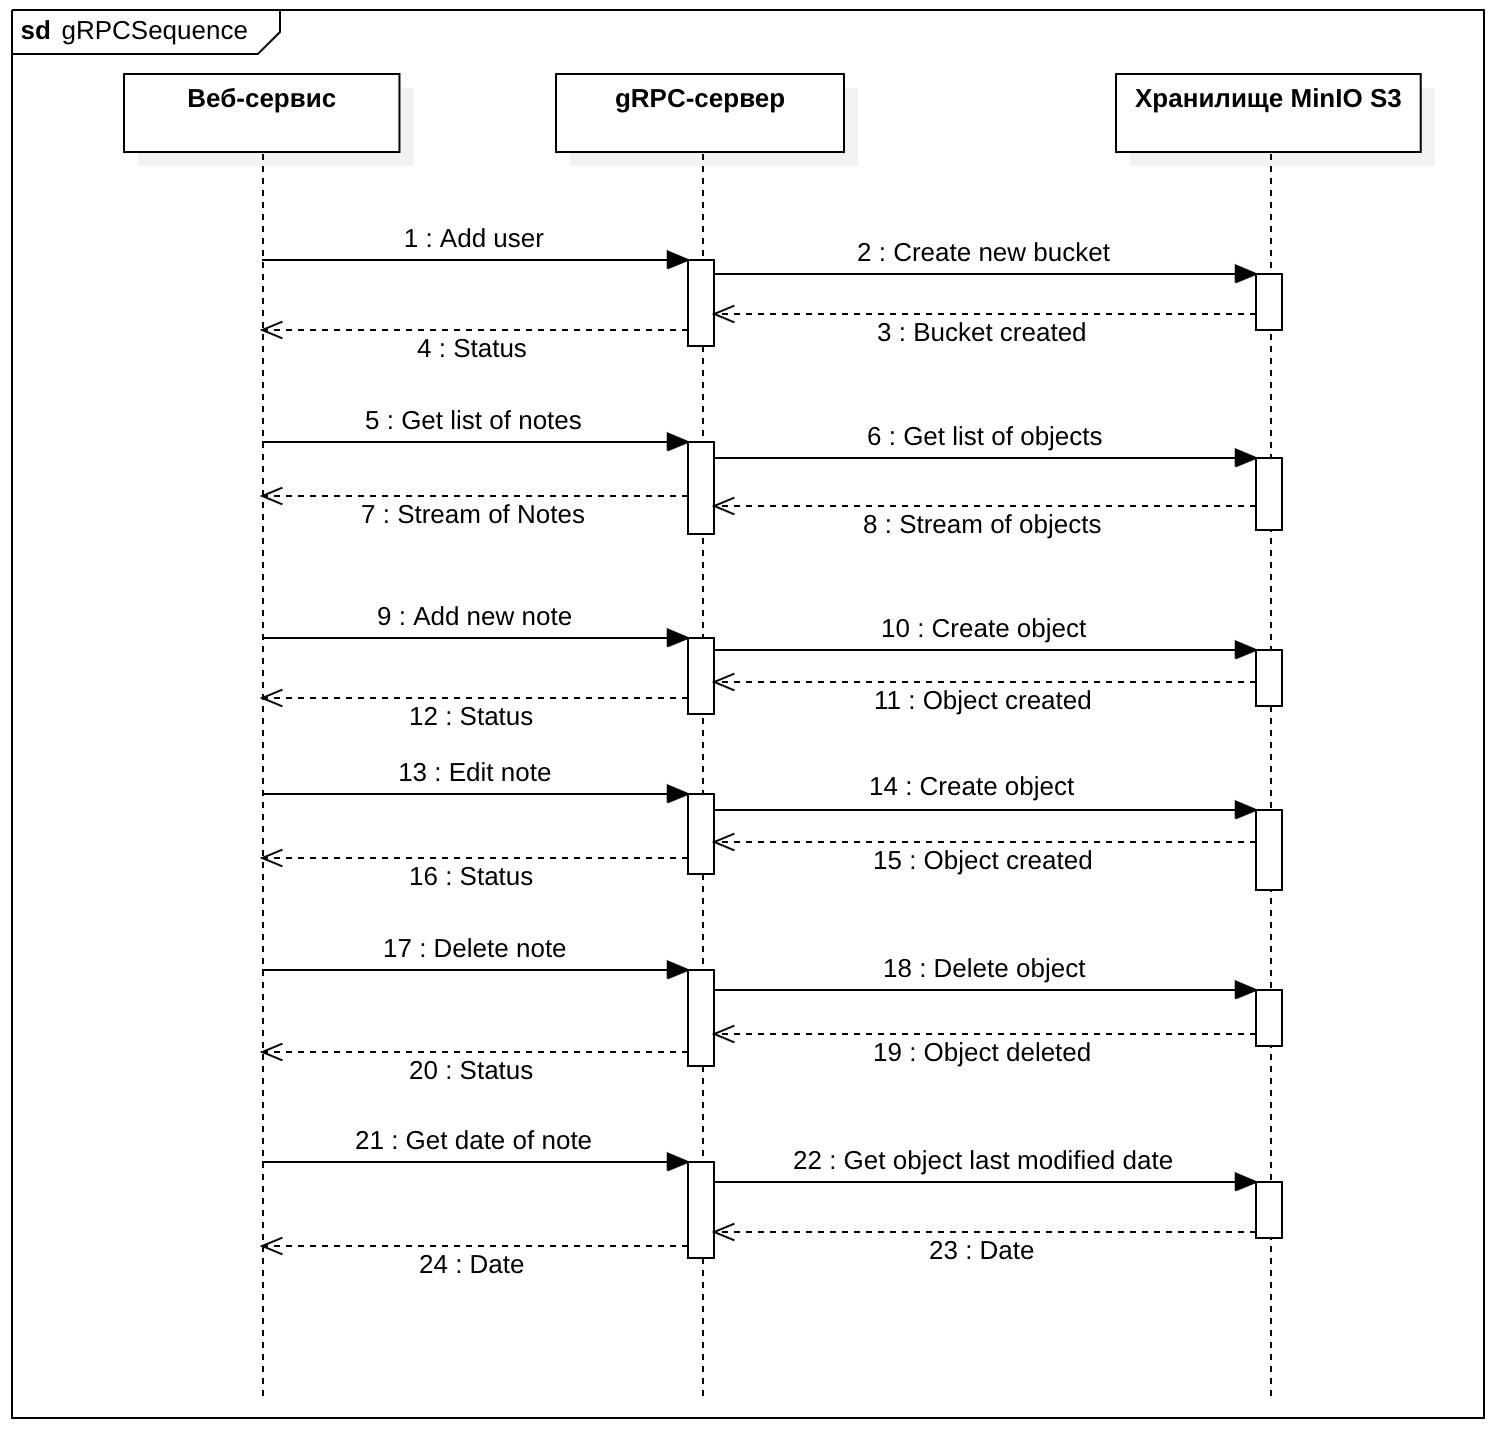 sd gRPCSequence
Веб-сервис
gRPC-сервер
Хранилище MinIO S3
1 : Add user
2 : Create new bucket
3 : Bucket created
4 : Status
5 : Get list of notes
6 : Get list of objects
7 : Stream of Notes
8 : Stream of objects
9 : Add new note
10 : Create object
11 : Object created
12 : Status
13 : Edit note
14 : Create object
15 : Object created
16 : Status
17 : Delete note
18 : Delete object
19 : Object deleted
20 : Status
21 : Get date of note
22 : Get object last modified date
23 : Date
24 : Date